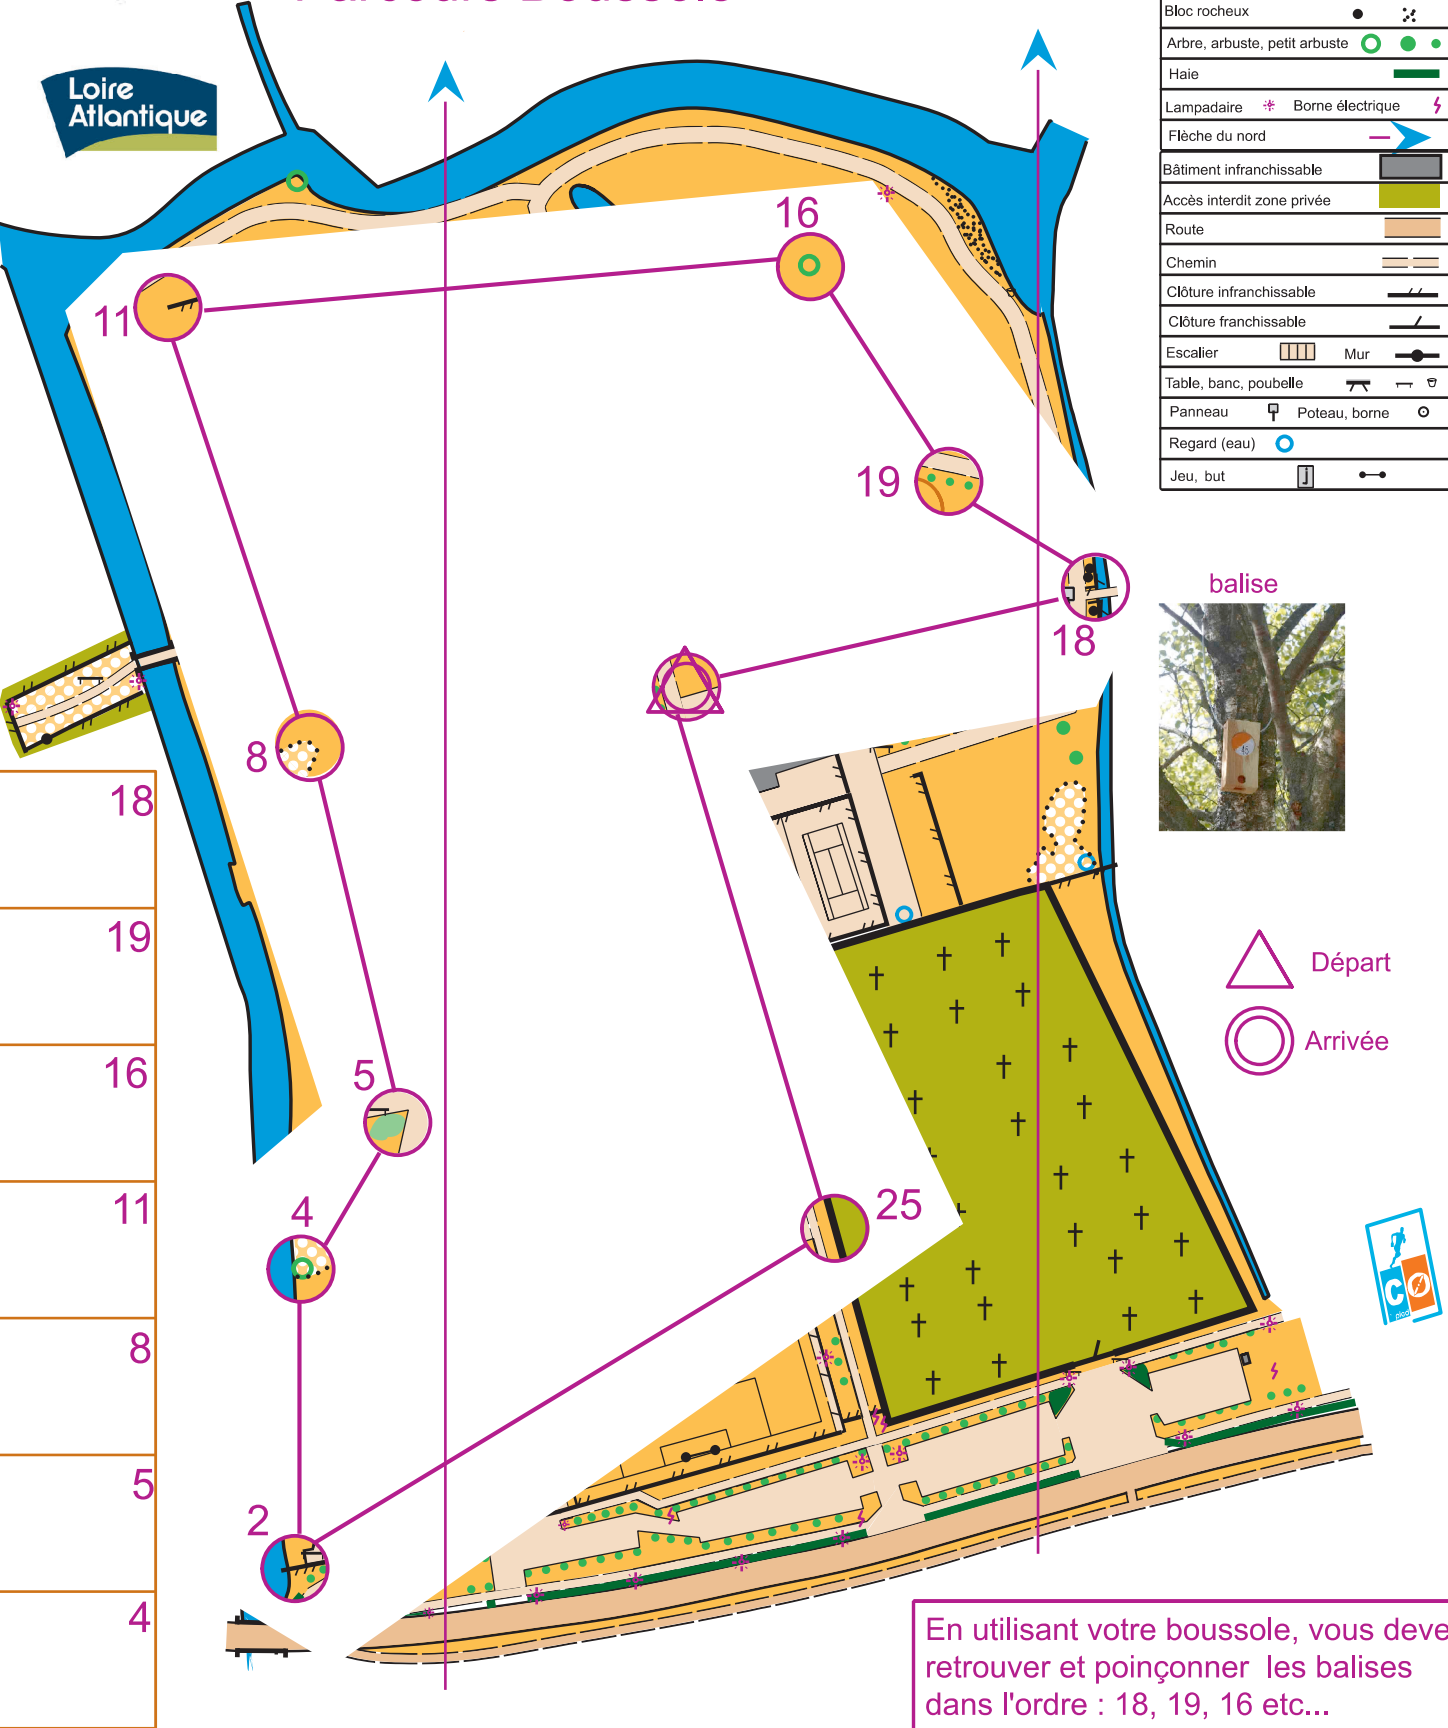 Loire
Atlantique
Bloc rocheux
Arbre, arbuste, petit arbuste
Haie
Lampadaire Borne électrique
Flèche du nord
Bâtiment infranchissable
Accès interdit zone privée
Route
Chemin
Clôture infranchissable
Clôture franchissable
Escalier Mur
Table, banc, poubelle
Panneau Poteau, borne
Regard (eau)
Jeu, but
j
16
11
19
18
8
5
4
25
2
balise
Départ
Arrivée
18
19
16
11
8
5
4
CO
En utilisant votre boussole, vous deve
retrouver et poinçonner les balises
dans l'ordre : 18, 19, 16 etc...